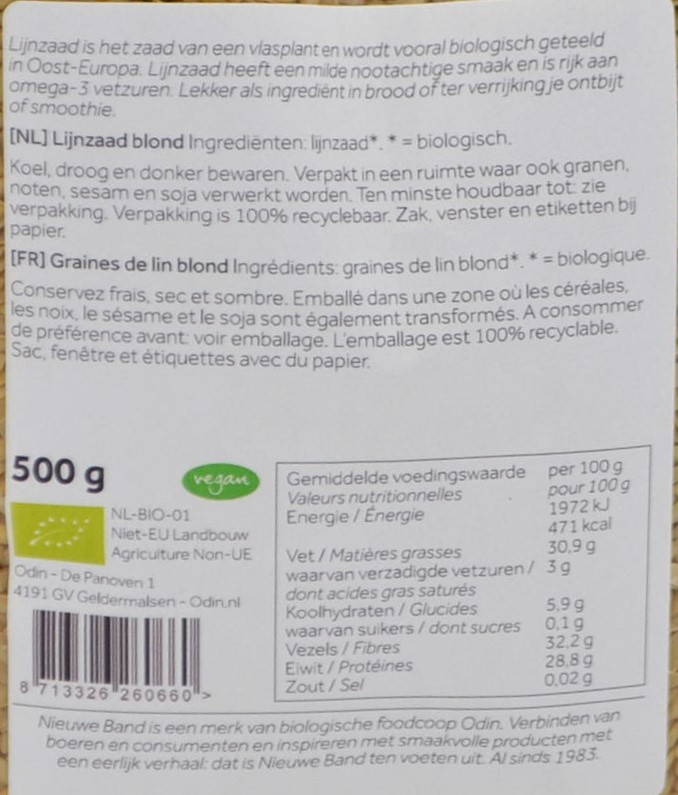 Lijnzaad is het zaad van een vlasplant en wordt vooral biologisch geteeld
in Oost-Europa. Lijnzaad heeft een milde nootachtige smaak en is rijk aan
omega-3 vetzuren. Lekker als ingrediënt in brood of ter verrijking je ontbijt
of smoothie.
[NL] Lijnzaad blond Ingrediënten: lijnzaad*. * = biologisch.
Koel, droog en donker bewaren. Verpakt in een ruimte waar ook granen,
noten, sesam en soja verwerkt worden. Ten minste houdbaar tot: zie
verpakking. Verpakking is 100% recyclebaar. Zak, venster en etiketten bij
papier.
[FR] Graines de lin blond Ingrédients: graines de lin blond*. * = biologique.
Conservez frais, sec et sombre. Emballé dans une zone où les céréales,
les noix, le sésame et le soja sont également transformés. A consommer
de préférence avant: voir emballage. L'emballage est 100% recyclable.
Sac, fenêtre et étiquettes avec du papier.
500 g
vegan
NL-BIO-01
Niet-EU Landbouw
Agriculture Non-UE
Odin - De Panoven 1
4191 GV Geldermalsen - Odin.nl
8 713326 260660 >
Gemiddelde voedingswaarde per 100 g
Valeurs nutritionnelles pour 100 g
Energie / Énergie 1972 kJ
471 kcal
Vet / Matières grasses 30,9 g
waarvan verzadigde vetzuren / 3 g
dont acides gras saturés
Koolhydraten / Glucides 5,9 g
waarvan suikers / dont sucres 0,1 g
Vezels / Fibres 32,2 g
Eiwit / Protéines 28,8 g
Zout / Sel 0,02 g
Nieuwe Band is een merk van biologische foodcoop Odin. Verbinden van
boeren en consumenten en inspireren met smaakvolle producten met
een eerlijk verhaal: dat is Nieuwe Band ten voeten uit. Al sinds 1983.